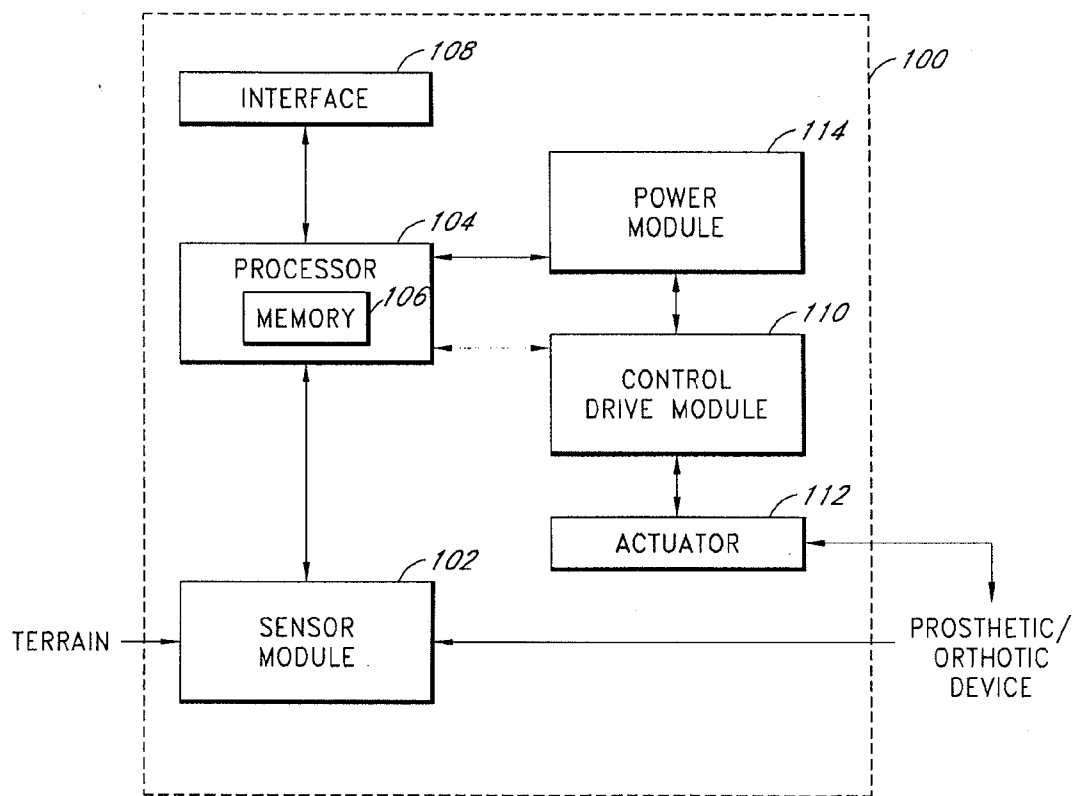 108
INTERFACE
100
114
POWER
MODULE
104
PROCESSOR
106
MEMORY
110
CONTROL
DRIVE MODULE
112
ACTUATOR
102
SENSOR
MODULE
TERRAIN
PROSTHETIC/
ORTHOTIC
DEVICE